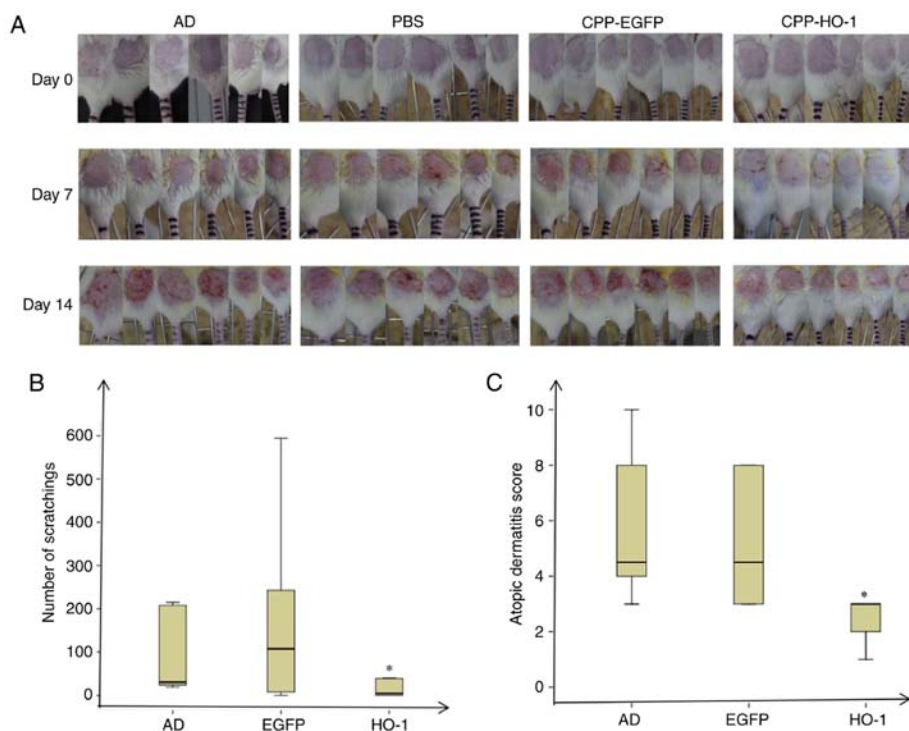 A
AD PBS CPP-EGFP CPP-HO-1
Day 0
Day 7
Day 14
B
Number of scratchings
600
500
400
300
200
100
0
*
AD EGFP HO-1
C
Atopic dermatitis score
10
8
6
4
2
0
*
AD EGFP HO-1